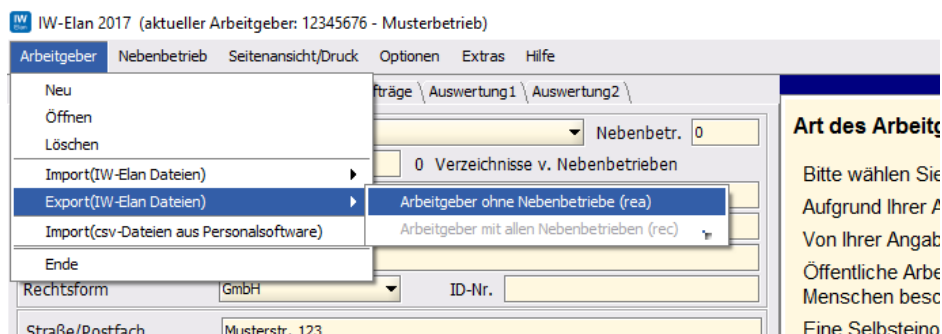 IW Elan IW-Elan 2017 (aktueller Arbeitgeber: 12345676 - Musterbetrieb)
Arbeitgeber Nebenbetrieb Seitenansicht/Druck Optionen Extras Hilfe
Neu
Öffnen
Löschen
Import(IW-Elan Dateien)
Export(IW-Elan Dateien)
Import(csv-Dateien aus Personalsoftware)
Ende
Arbeitgeber ohne Nebenbetriebe (rea)
Arbeitgeber mit allen Nebenbetrieben (rec)
fträge Auswertung1 Auswertung2
Nebenbetr. 0
0 Verzeichnisse v. Nebenbetrieben
Rechtsform GmbH ID-Nr.
Straße/Postfach Musterstr. 123
Art des Arbeitg
Bitte wählen Sie
Aufgrund Ihrer A
Von Ihrer Angab
Öffentliche Arbe
Menschen besc
Eine Selbsteino